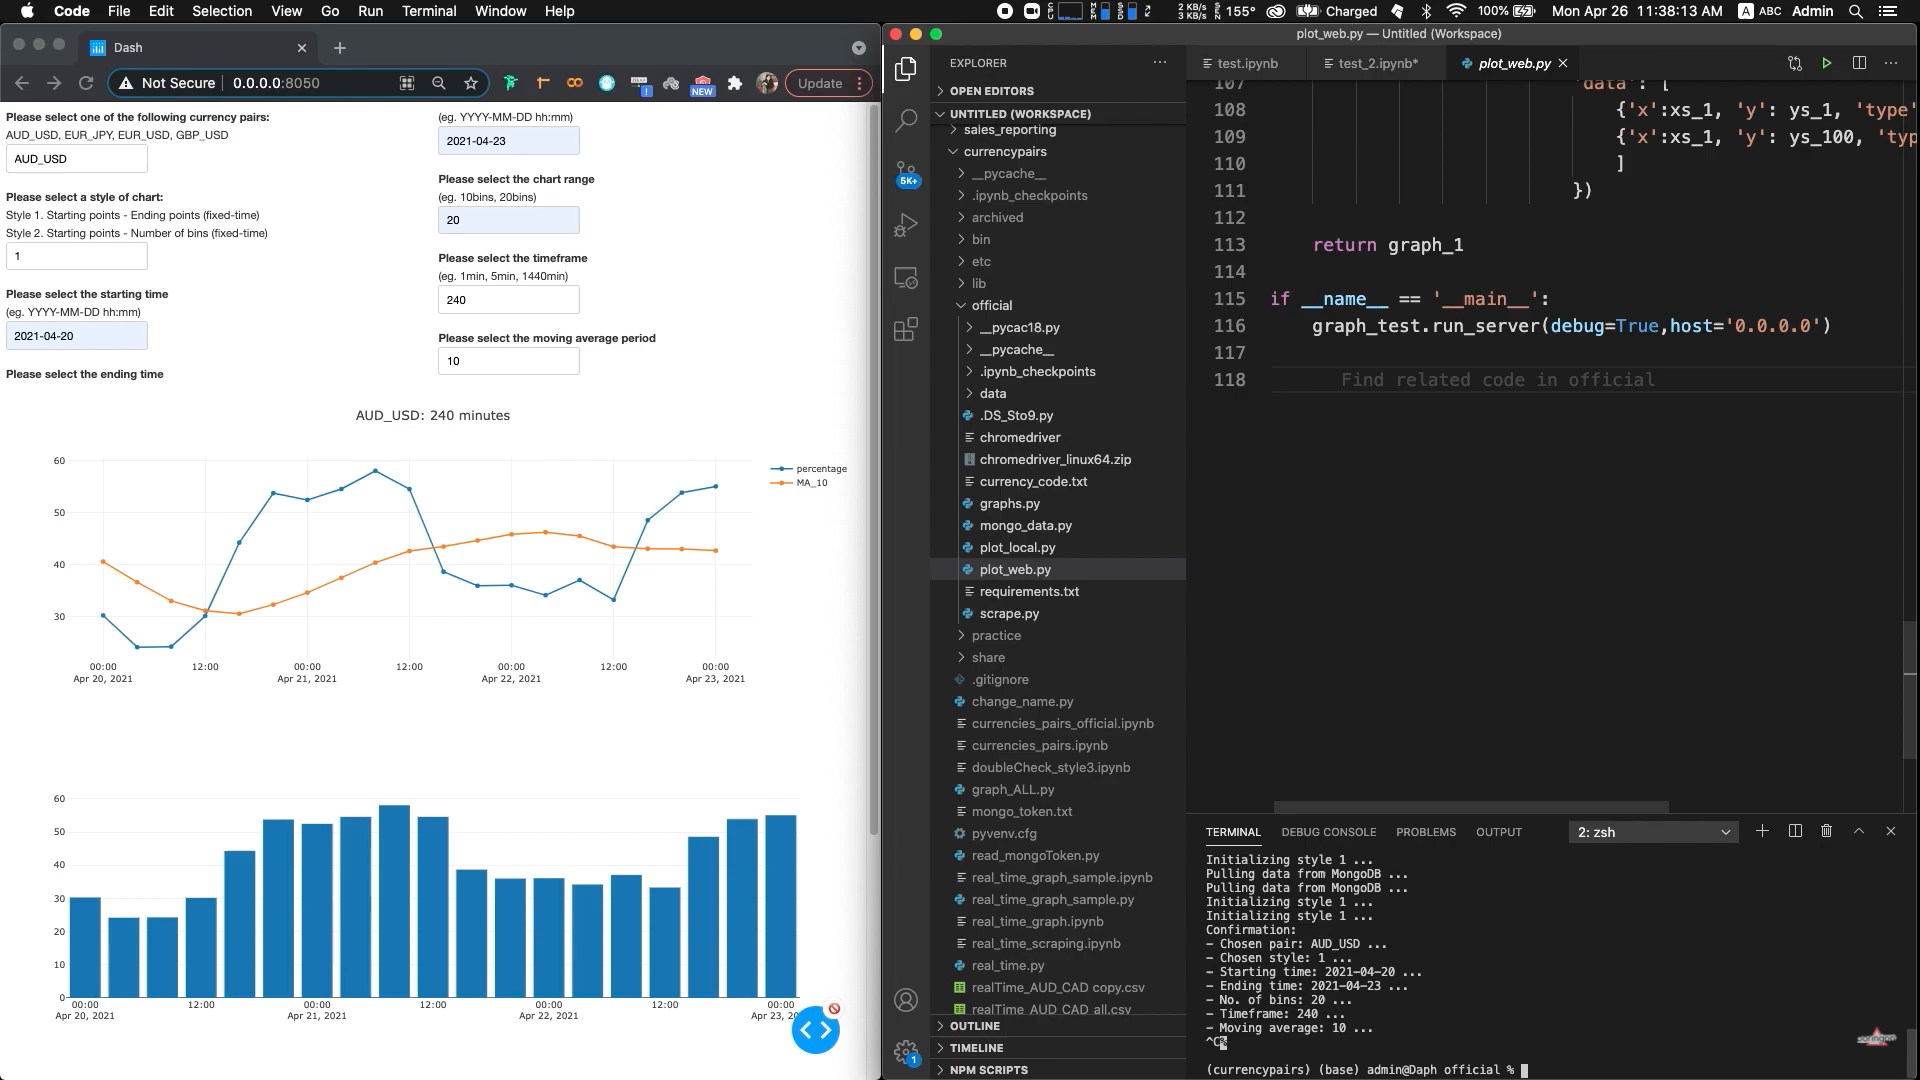 Code File Edit Selection View Go Run Terminal Window Help
2 KB/s
3 KB/s
155°
Charged
100%
Mon Apr 26 11:38:13 AM
A ABC
Admin
Dash
Not Secure
0.0.0.0:8050
NEW
Update
Please select one of the following currency pairs:
AUD_USD, EUR_JPY, EUR_USD, GBP_USD
AUD_USD
Please select a style of chart:
Style 1. Starting points - Ending points (fixed-time)
Style 2. Starting points - Number of bins (fixed-time)
1
Please select the starting time
(eg. YYYY-MM-DD hh:mm)
2021-04-20
Please select the ending time
(eg. YYYY-MM-DD hh:mm)
2021-04-23
Please select the chart range
(eg. 10bins, 20bins)
20
Please select the timeframe
(eg. 1min, 5min, 1440min)
240
Please select the moving average period
10
AUD_USD: 240 minutes
percentage
MA_10
60
50
40
30
00:00 12:00 00:00 12:00 00:00 12:00 00:00
Apr 20, 2021 Apr 21, 2021 Apr 22, 2021 Apr 23, 2021
60
50
40
30
20
10
0
00:00 12:00 00:00 12:00 00:00 12:00 00:00
Apr 20, 2021 Apr 21, 2021 Apr 22, 2021 Apr 23, 20
plot_web.py — Untitled (Workspace)
5K+
1
EXPLORER
OPEN EDITORS
UNTITLED (WORKSPACE)
sales_reporting
currencypairs
__pycache__
.ipynb_checkpoints
archived
bin
etc
lib
official
__pycac18.py
__pycache__
.ipynb_checkpoints
data
.DS_Sto9.py
chromedriver
chromedriver_linux64.zip
currency_code.txt
graphs.py
mongo_data.py
plot_local.py
plot_web.py
requirements.txt
scrape.py
practice
share
.gitignore
change_name.py
currencies_pairs_official.ipynb
currencies_pairs.ipynb
doubleCheck_style3.ipynb
graph_ALL.py
mongo_token.txt
pyvenv.cfg
read_mongoToken.py
real_time_graph_sample.ipynb
real_time_graph_sample.py
real_time_graph.ipynb
real_time_scraping.ipynb
real_time.py
realTime_AUD_CAD copy.csv
realTime_AUD_CAD_all.csv
OUTLINE
TIMELINE
NPM SCRIPTS
test.ipynb
test_2.ipynb*
plot_web.py
107 'data': [
108 {'x':xs_1, 'y': ys_1, 'type'
109 {'x':xs_1, 'y': ys_100, 'typ
110 ]
111 })
112
113 return graph_1
114
115 if __name__ == '__main__':
116 graph_test.run_server(debug=True,host='0.0.0.0')
117
118 Find related code in official
TERMINAL DEBUG CONSOLE PROBLEMS OUTPUT
2: zsh
Initializing style 1 ...
Pulling data from MongoDB ...
Pulling data from MongoDB ...
Initializing style 1 ...
Initializing style 1 ...
Confirmation:
- Chosen pair: AUD_USD ...
- Chosen style: 1 ...
- Starting time: 2021-04-20 ...
- Ending time: 2021-04-23 ...
- No. of bins: 20 ...
- Timeframe: 240 ...
- Moving average: 10 ...
^C%
(currencypairs) (base) admin@Daph official %